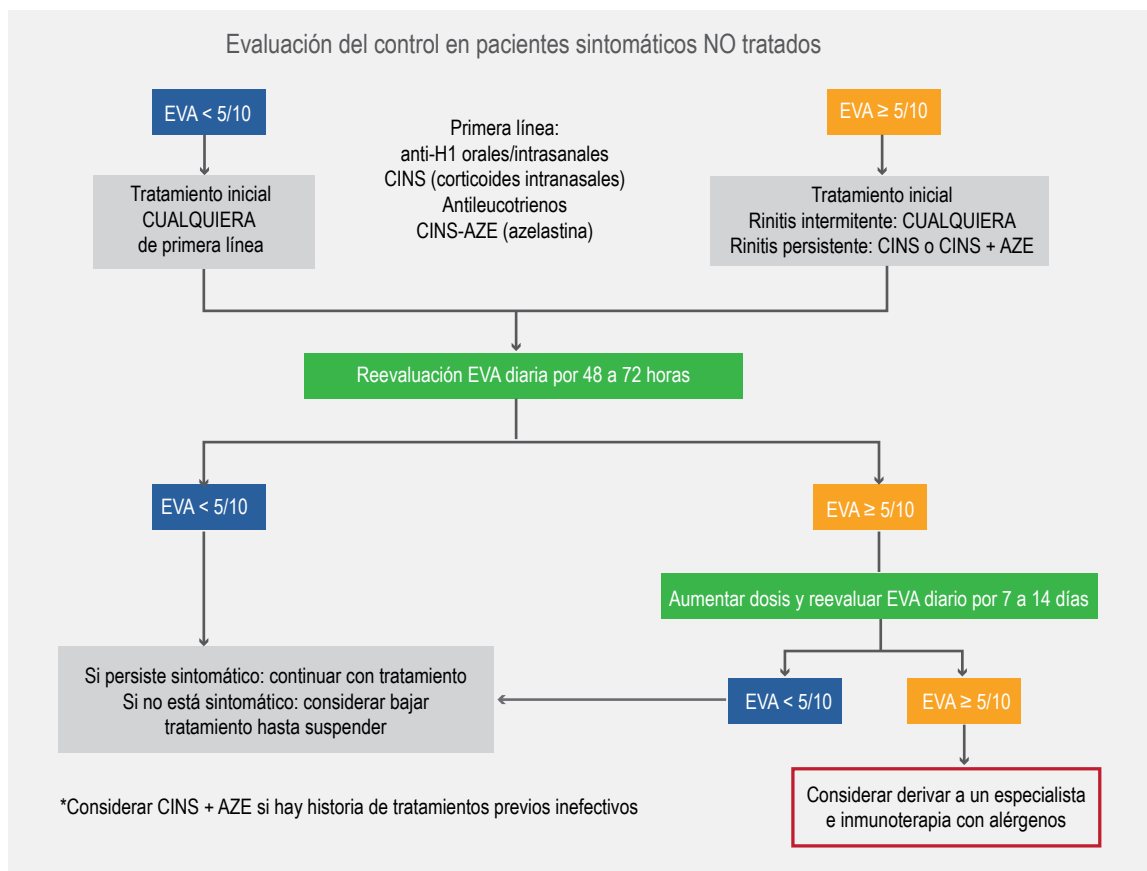 Evaluación del control en pacientes sintomáticos NO tratados
EVA < 5/10
EVA ≥ 5/10
Primera línea:
anti-H1 orales/intrasanales
CINS (corticoides intranasales)
Antileucotrienos
CINS-AZE (azelastina)
Tratamiento inicial
CUALQUIERA
de primera línea
Tratamiento inicial
Rinitis intermitente: CUALQUIERA
Rinitis persistente: CINS o CINS + AZE
Reevaluación EVA diaria por 48 a 72 horas
EVA < 5/10
EVA ≥ 5/10
Aumentar dosis y reevaluar EVA diario por 7 a 14 días
Si persiste sintomático: continuar con tratamiento
Si no está sintomático: considerar bajar
tratamiento hasta suspender
EVA < 5/10
EVA ≥ 5/10
*Considerar CINS + AZE si hay historia de tratamientos previos inefectivos
Considerar derivar a un especialista
e inmunoterapia con alérgenos